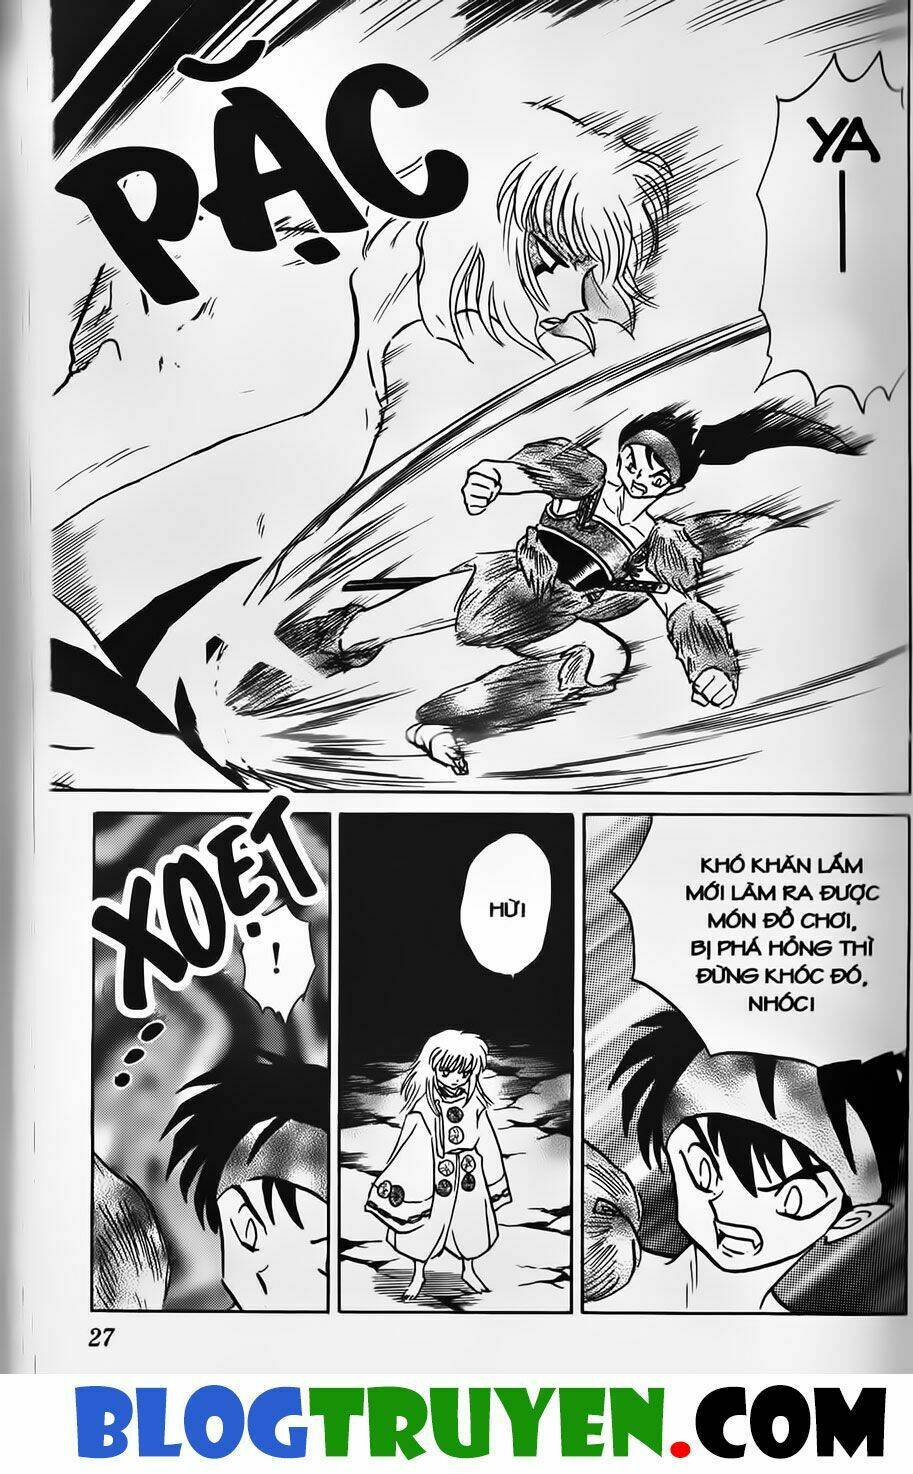 YA—
PẶC
KHÓ KHĂN LẮM
MỚI LÀM RA ĐƯỢC
MÓN ĐỒ CHƠI,
BỊ PHÁ HỎNG THÌ
ĐỪNG KHÓC ĐÓ,
NHÓC!
HỪ!
XOẸT
!
27
BLOGTRUYEN.COM